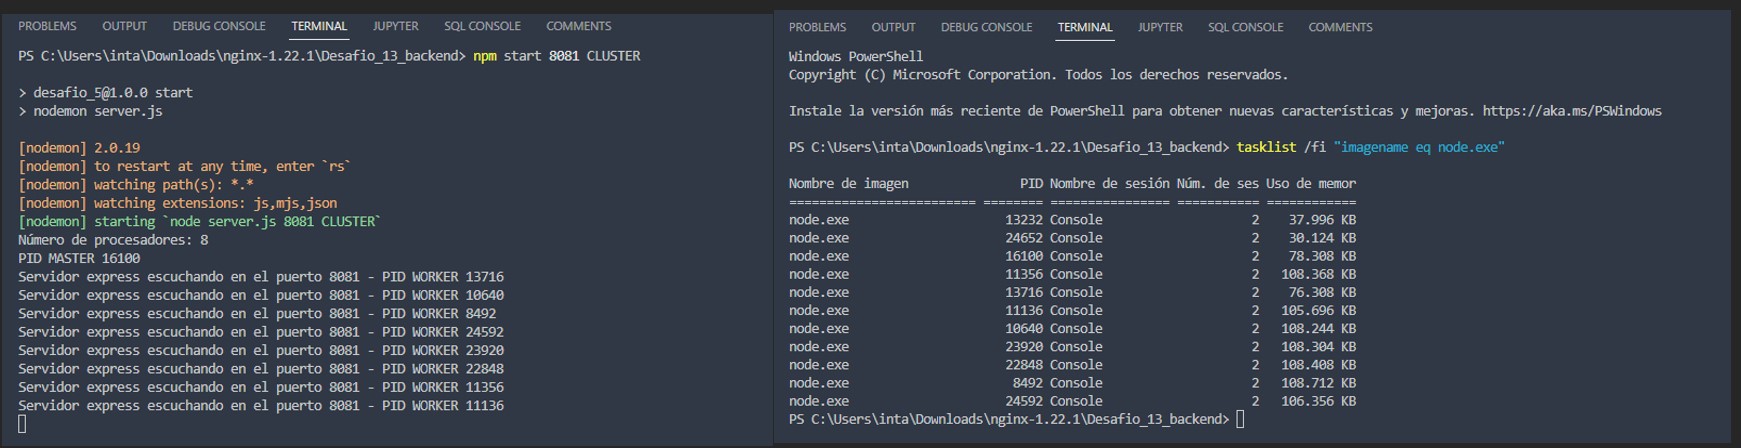 PROBLEMS OUTPUT DEBUG CONSOLE TERMINAL JUPYTER SQL CONSOLE COMMENTS
PS C:\Users\inta\Downloads\nginx-1.22.1\Desafio_13_backend> npm start 8081 CLUSTER
> desafio_5@1.0.0 start
> nodemon server.js
[nodemon] 2.0.19
[nodemon] to restart at any time, enter `rs`
[nodemon] watching path(s): *.*
[nodemon] watching extensions: js,mjs,json
[nodemon] starting `node server.js 8081 CLUSTER`
Número de procesadores: 8
PID MASTER 16100
Servidor express escuchando en el puerto 8081 - PID WORKER 13716
Servidor express escuchando en el puerto 8081 - PID WORKER 10640
Servidor express escuchando en el puerto 8081 - PID WORKER 8492
Servidor express escuchando en el puerto 8081 - PID WORKER 24592
Servidor express escuchando en el puerto 8081 - PID WORKER 23920
Servidor express escuchando en el puerto 8081 - PID WORKER 22848
Servidor express escuchando en el puerto 8081 - PID WORKER 11356
Servidor express escuchando en el puerto 8081 - PID WORKER 11136
PROBLEMS OUTPUT DEBUG CONSOLE TERMINAL JUPYTER SQL CONSOLE COMMENTS
Windows PowerShell
Copyright (C) Microsoft Corporation. Todos los derechos reservados.
Instale la versión más reciente de PowerShell para obtener nuevas características y mejoras. https://aka.ms/PSWindows
PS C:\Users\inta\Downloads\nginx-1.22.1\Desafio_13_backend> tasklist /fi "imagename eq node.exe"
Nombre de imagen PID Nombre de sesión Núm. de ses Uso de memor
========================= ======== ================ =========== ============
node.exe 13232 Console 2 37.996 KB
node.exe 24652 Console 2 30.124 KB
node.exe 16100 Console 2 78.308 KB
node.exe 11356 Console 2 108.368 KB
node.exe 13716 Console 2 76.308 KB
node.exe 11136 Console 2 105.696 KB
node.exe 10640 Console 2 108.244 KB
node.exe 23920 Console 2 108.304 KB
node.exe 22848 Console 2 108.408 KB
node.exe 8492 Console 2 108.712 KB
node.exe 24592 Console 2 106.356 KB
PS C:\Users\inta\Downloads\nginx-1.22.1\Desafio_13_backend>